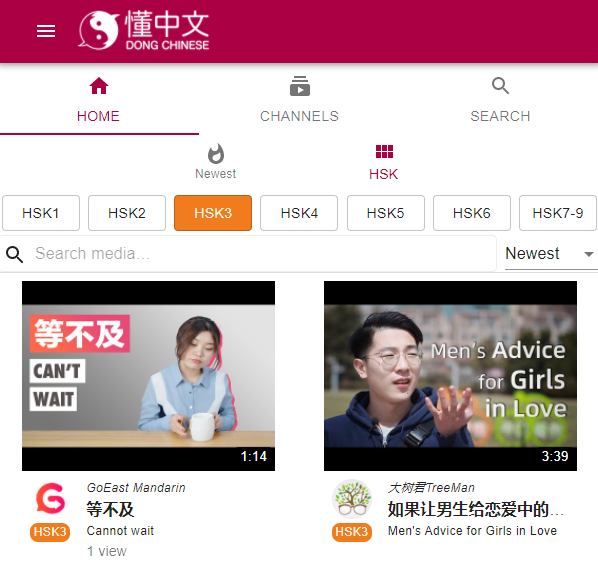 懂中文
DONG CHINESE
HOME
CHANNELS
SEARCH
Newest
HSK
HSK1
HSK2
HSK3
HSK4
HSK5
HSK6
HSK7-9
Search media...
Newest
等不及
CAN'T
WAIT
1:14
Men's Advice
for Girls
in Love
3:39
GoEast Mandarin
等不及
HSK3
Cannot wait
1 view
大树君TreeMan
如果让男生给恋爱中的...
HSK3
Men's Advice for Girls in Love